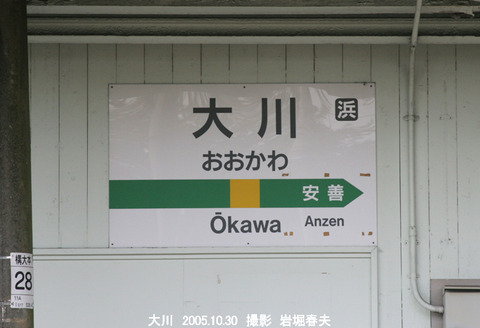 大川 浜
おおかわ
安善
Ōkawa Anzen
28
大川 2005.10.30 撮影 岩堀春夫